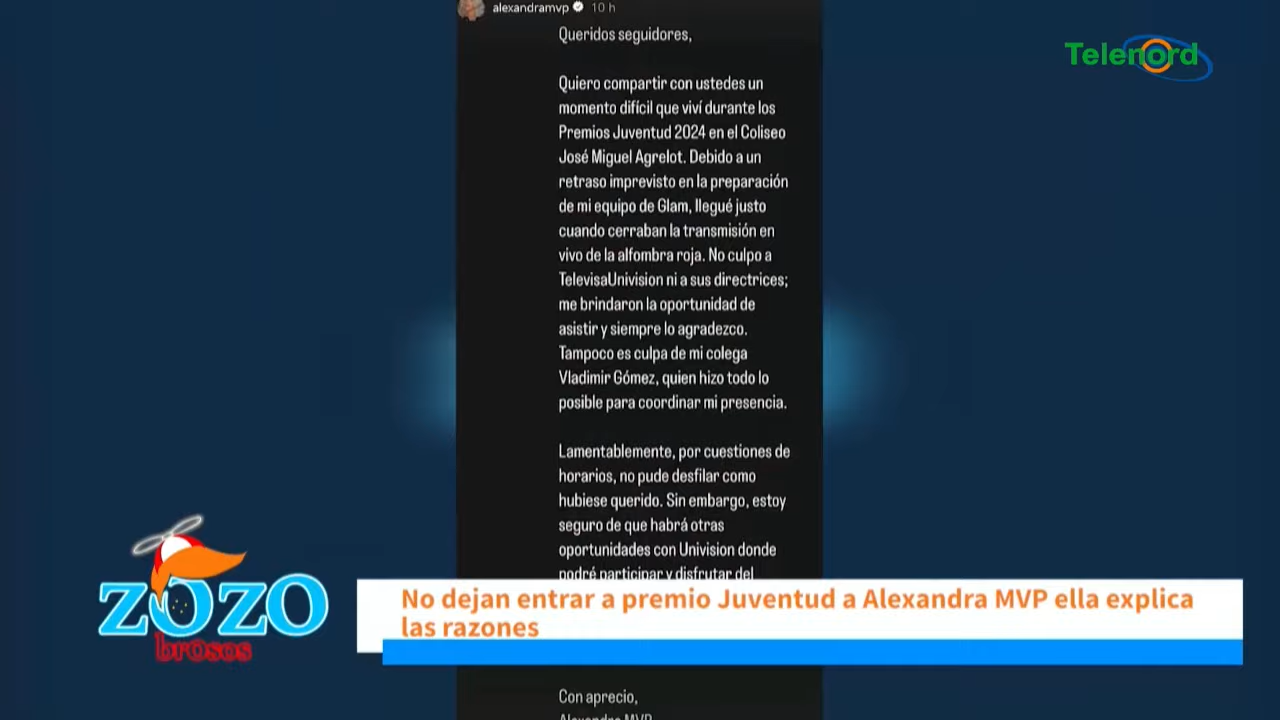 alexandramvp 10 h
Telenord
Queridos seguidores,
Quiero compartir con ustedes un
momento difícil que viví durante los
Premios Juventud 2024 en el Coliseo
José Miguel Agrelot. Debido a un
retraso imprevisto en la preparación
de mi equipo de Glam, llegué justo
cuando cerraban la transmisión en
vivo de la alfombra roja. No culpo a
TelevisaUnivision ni a sus directrices;
me brindaron la oportunidad de
asistir y siempre lo agradezco.
Tampoco es culpa de mi colega
Vladimir Gómez, quien hizo todo lo
posible para coordinar mi presencia.
Lamentablemente, por cuestiones de
horarios, no pude desfilar como
hubiese querido. Sin embargo, estoy
seguro de que habrá otras
oportunidades con Univision donde
podré participar y disfrutar del
ZOZO
brosos
No dejan entrar a premio Juventud a Alexandra MVP ella explica
las razones
Con aprecio,
Alexandra MVP